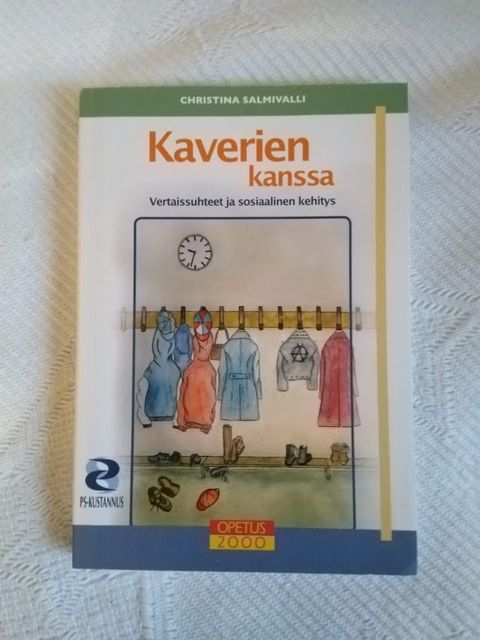 CHRISTINA SALMIVALLI
Kaverien
kanssa
Vertaissuhteet ja sosiaalinen kehitys
PS-KUSTANNUS
OPETUS
2000